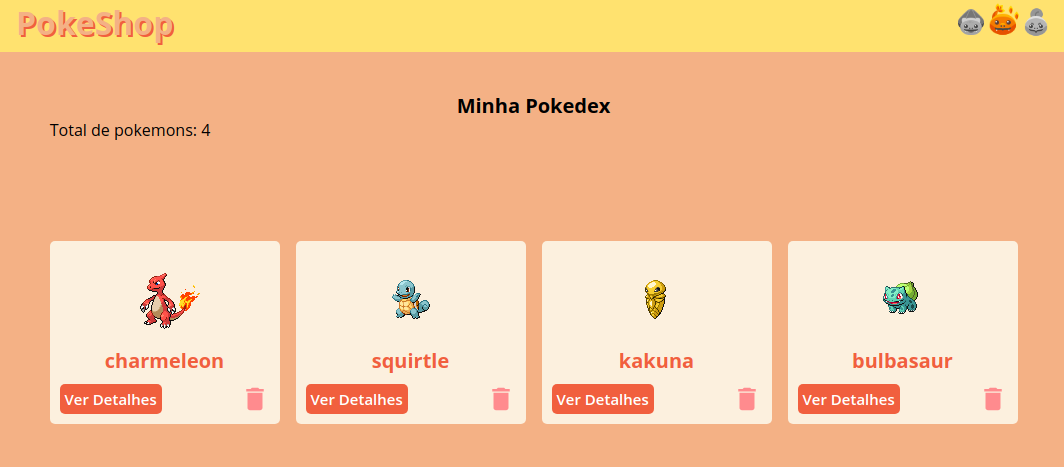 PokeShop
Minha Pokedex
Total de pokemons: 4
charmeleon
squirtle
kakuna
bulbasaur
Ver Detalhes
Ver Detalhes
Ver Detalhes
Ver Detalhes